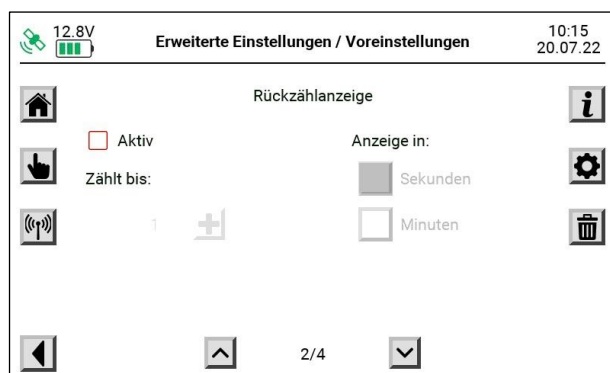 12.8V
Erweiterte Einstellungen / Voreinstellungen
10:15
20.07.22
Rückzählanzeige
Aktiv
Anzeige in:
Zählt bis:
Sekunden
1
Minuten
2/4